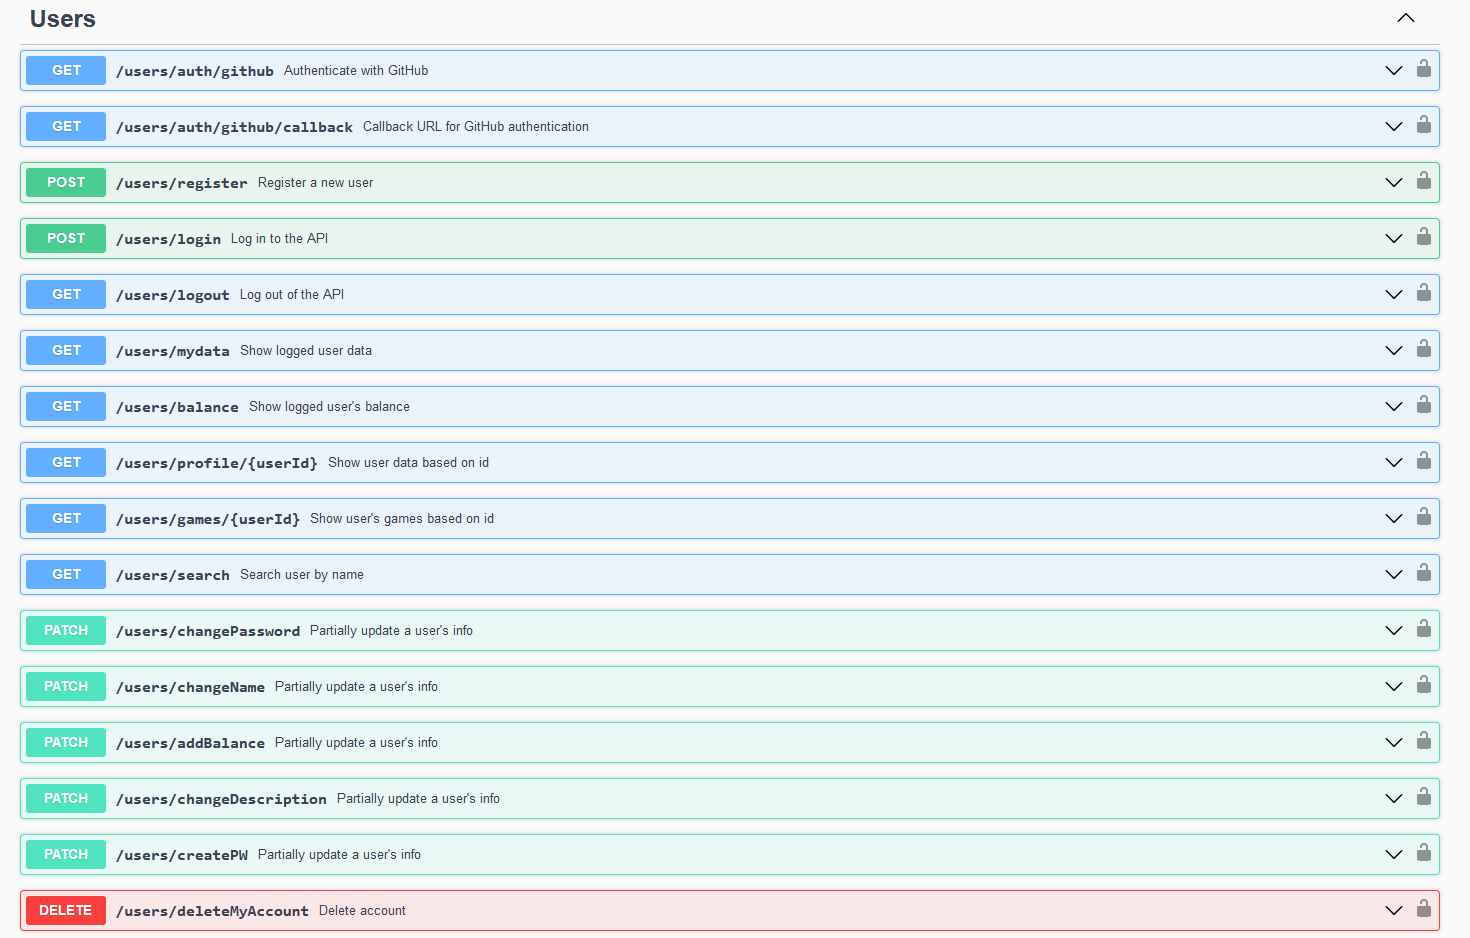 Users
GET /users/auth/github Authenticate with GitHub
GET /users/auth/github/callback Callback URL for GitHub authentication
POST /users/register Register a new user
POST /users/login Log in to the API
GET /users/logout Log out of the API
GET /users/mydata Show logged user data
GET /users/balance Show logged user's balance
GET /users/profile/{userId} Show user data based on id
GET /users/games/{userId} Show user's games based on id
GET /users/search Search user by name
PATCH /users/changePassword Partially update a user's info
PATCH /users/changeName Partially update a user's info
PATCH /users/addBalance Partially update a user's info
PATCH /users/changeDescription Partially update a user's info
PATCH /users/createPW Partially update a user's info
DELETE /users/deleteMyAccount Delete account